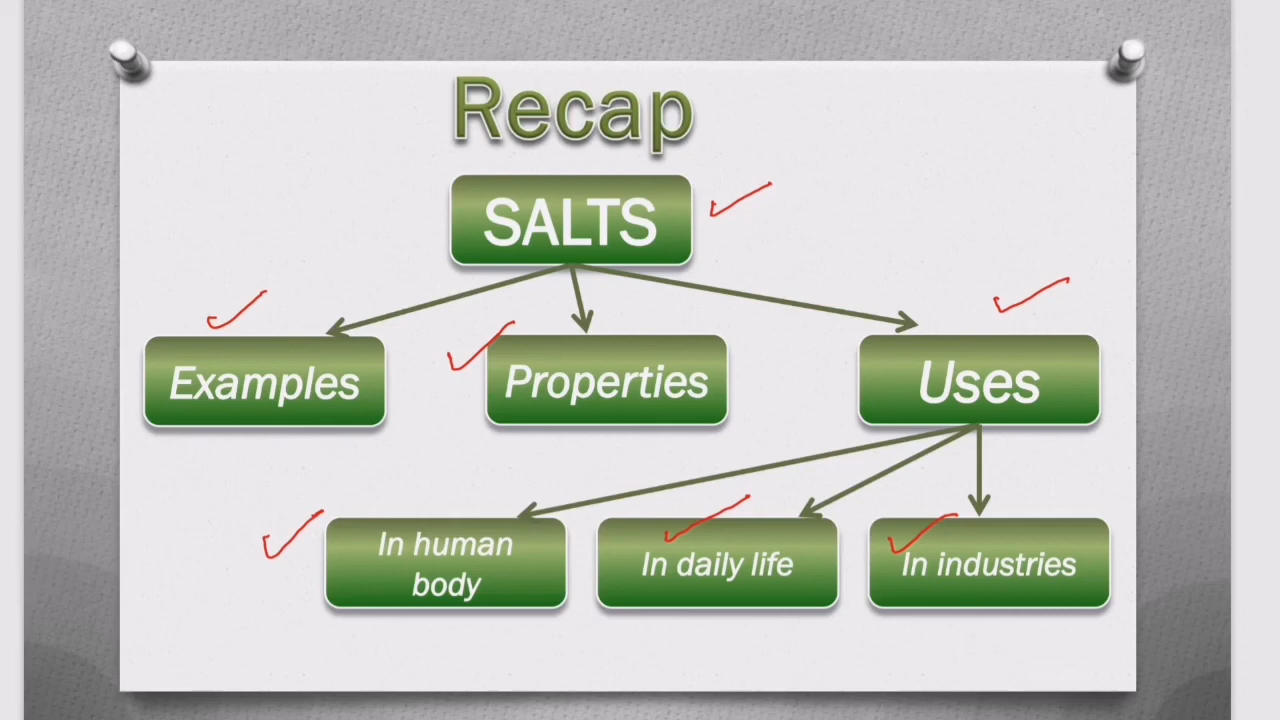 Recap
SALTS
Examples
Properties
Uses
In human
body
In daily life
In industries